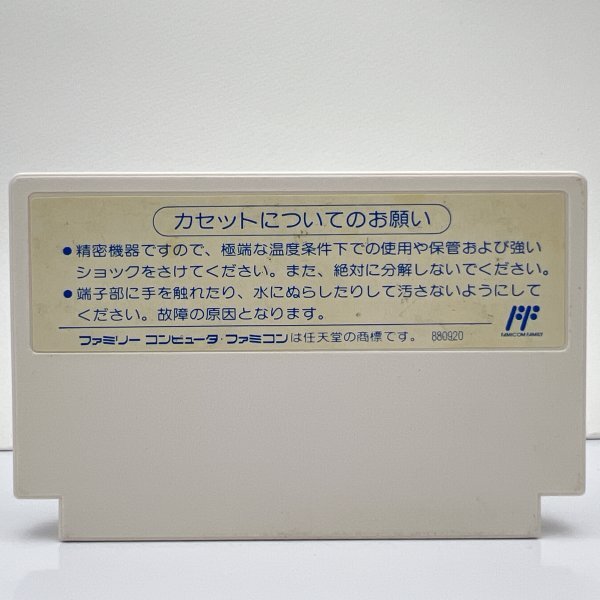 カセットについてのお願い
●精密機器ですので、極端な温度条件下での使用や保管および強い
ショックをさけてください。また、絶対に分解しないでください。
●端子部に手を触れたり、水にぬらしたりして汚さないようにして
ください。故障の原因となります。
FAMICOM FAMILY
ファミリー コンピュータ・ファミコンは任天堂の商標です。 880920